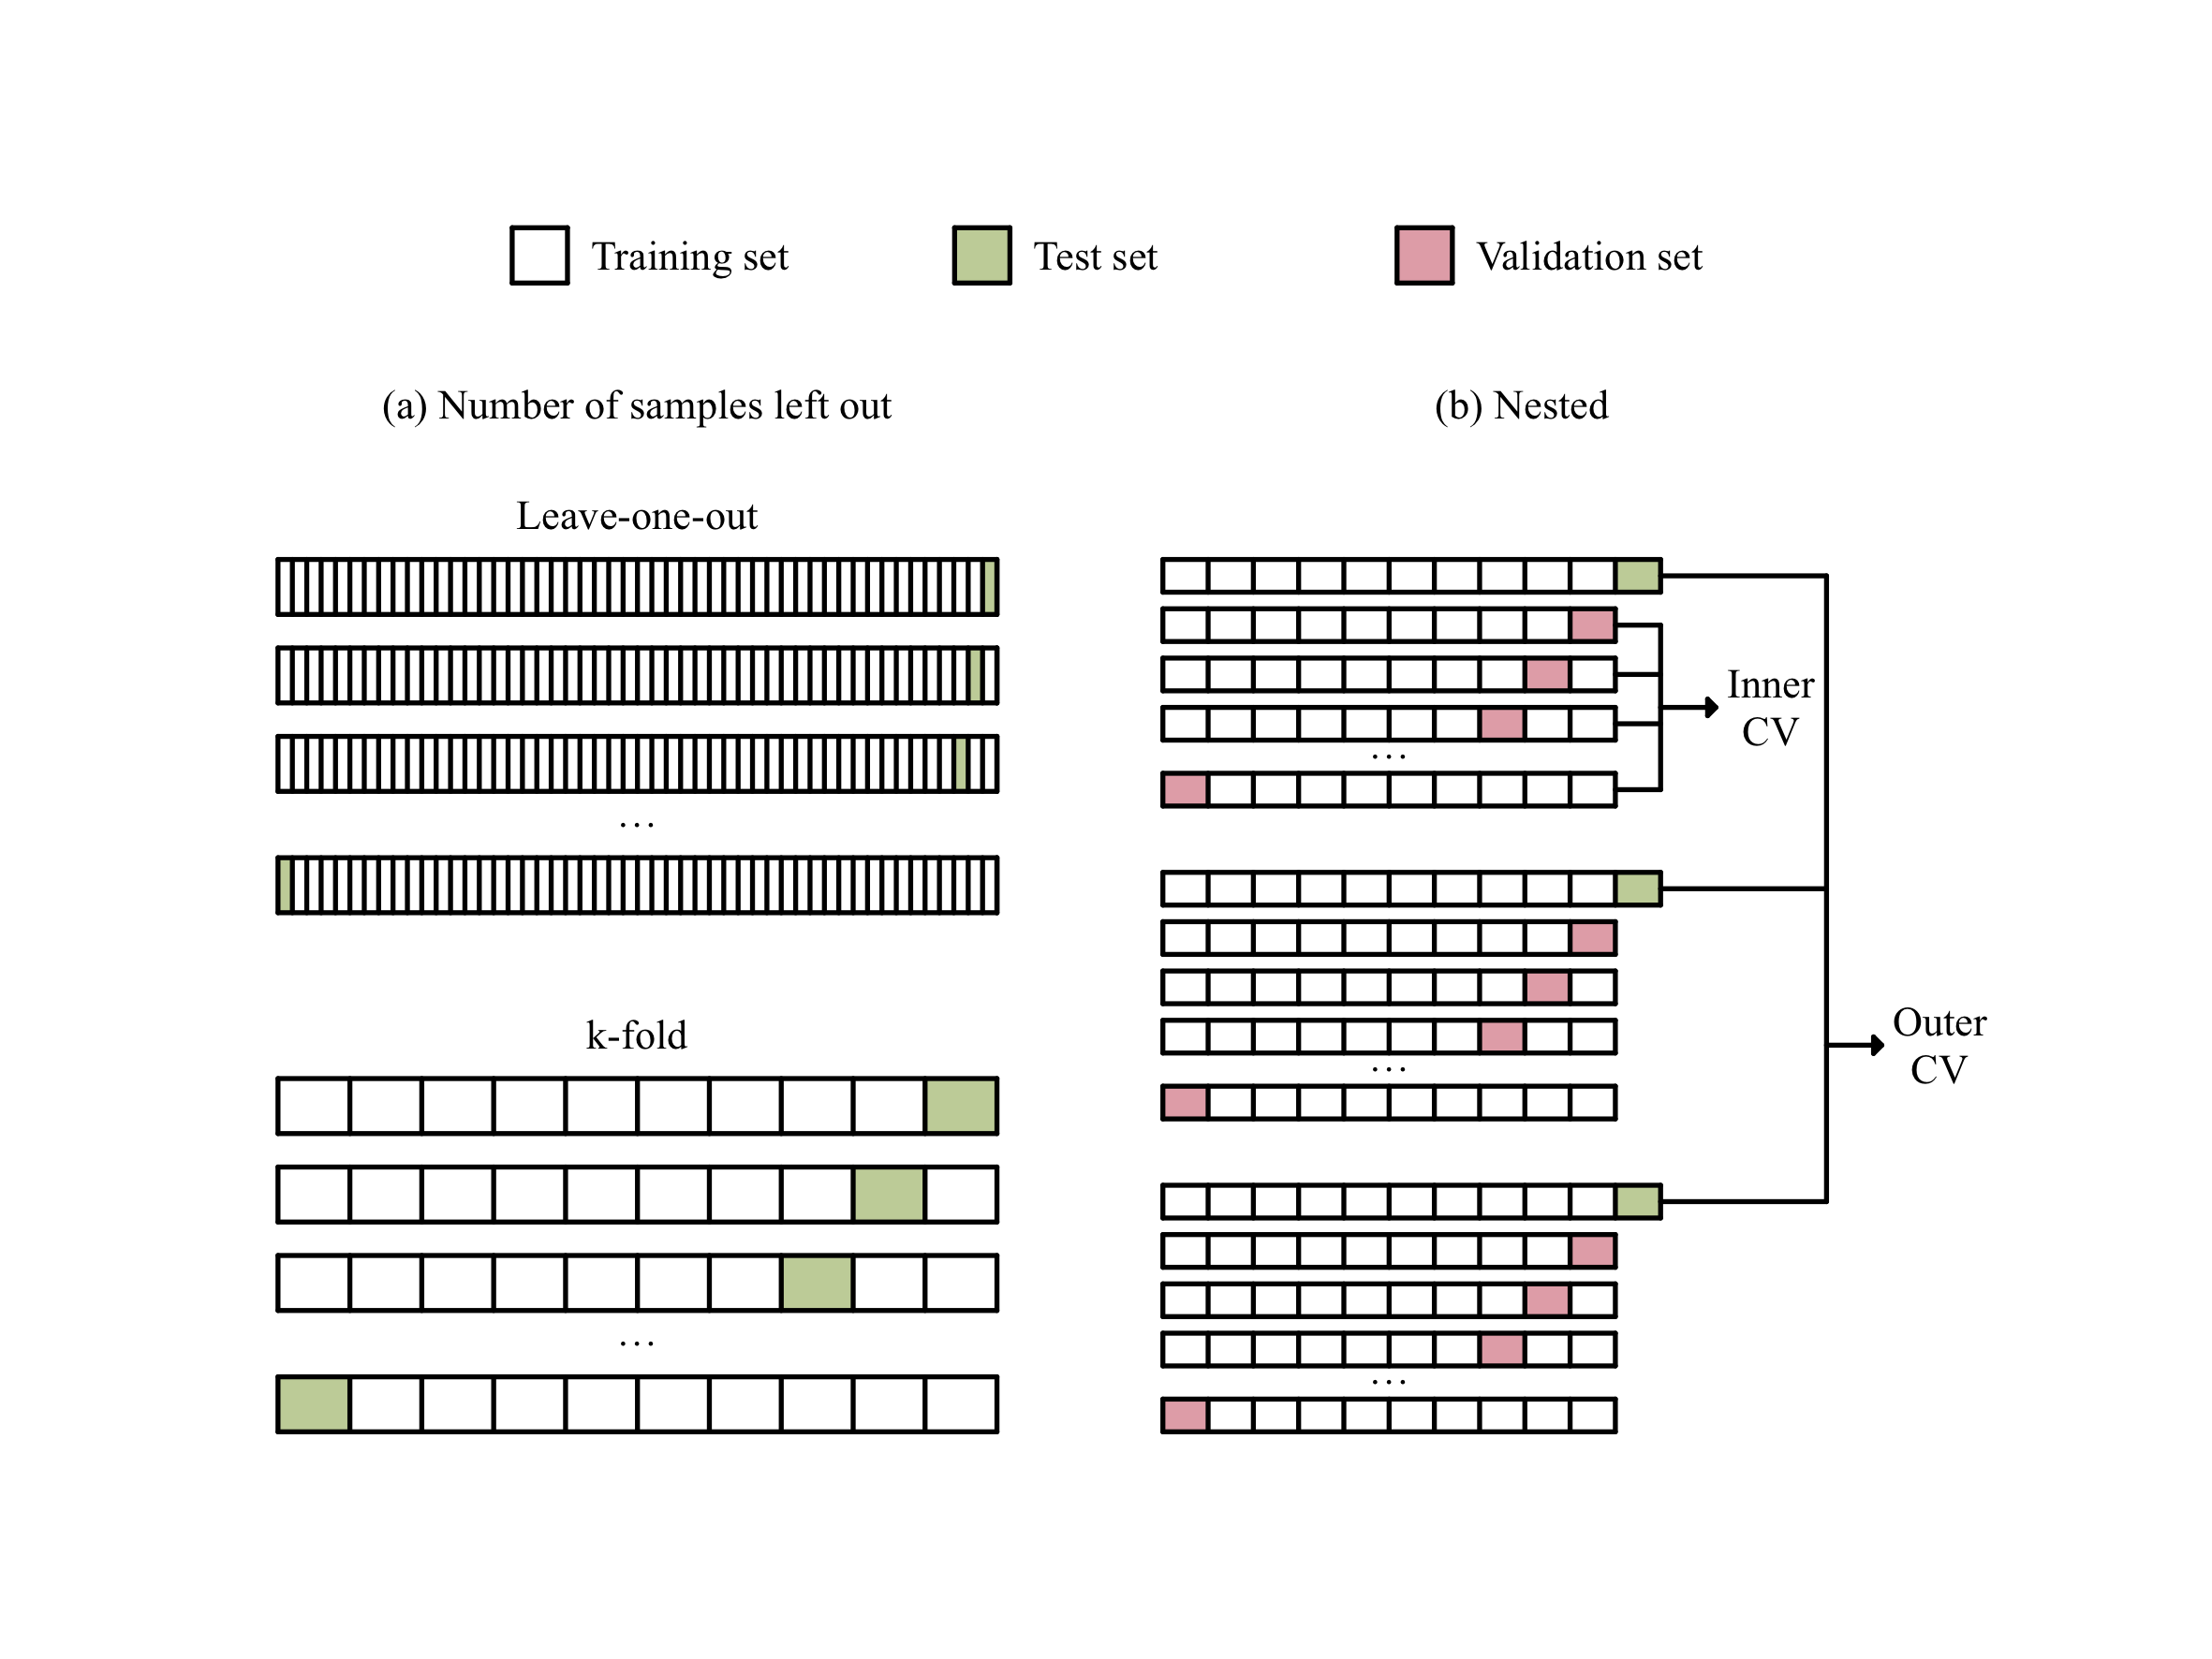 Training set
Test set
Validation set
(a) Number of samples left out
(b) Nested
Leave-one-out
...
k-fold
...
...
Inner
CV
...
Outer
CV
...